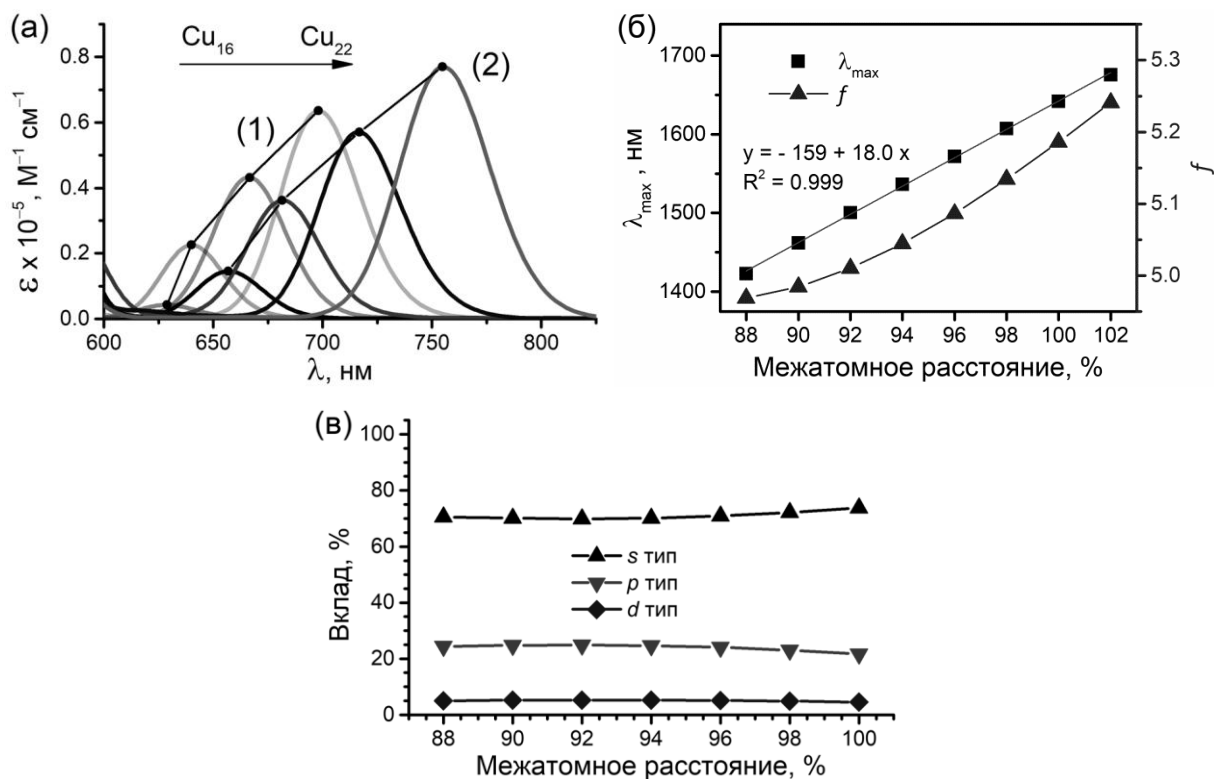 (а)
Cu₁₆ Cu₂₂
(1)
(2)
ε x 10⁻⁵, M⁻¹ см⁻¹
0.8
0.6
0.4
0.2
0.0
600 650 700 750 800
λ, нм
(б)
λmax
f
y = - 159 + 18.0 x
R² = 0.999
λmax, нм
1700
1600
1500
1400
5.3
5.2
5.1
5.0
f
88 90 92 94 96 98 100 102
Межатомное расстояние, %
(в)
Вклад, %
100
80
60
40
20
0
s тип
p тип
d тип
88 90 92 94 96 98 100
Межатомное расстояние, %